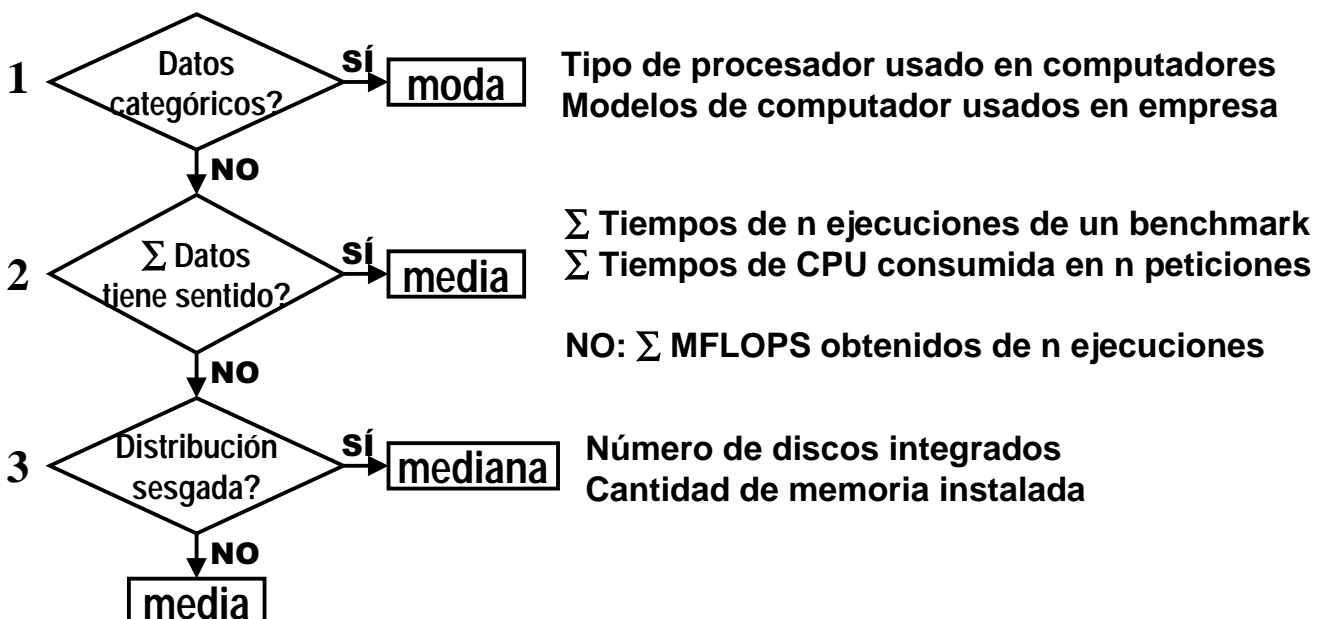 1
Datos
categóricos?
SÍ
moda
Tipo de procesador usado en computadores
Modelos de computador usados en empresa
NO
2
∑ Datos
tiene sentido?
SÍ
media
∑ Tiempos de n ejecuciones de un benchmark
∑ Tiempos de CPU consumida en n peticiones
NO: ∑ MFLOPS obtenidos de n ejecuciones
NO
3
Distribución
sesgada?
SÍ
mediana
Número de discos integrados
Cantidad de memoria instalada
NO
media